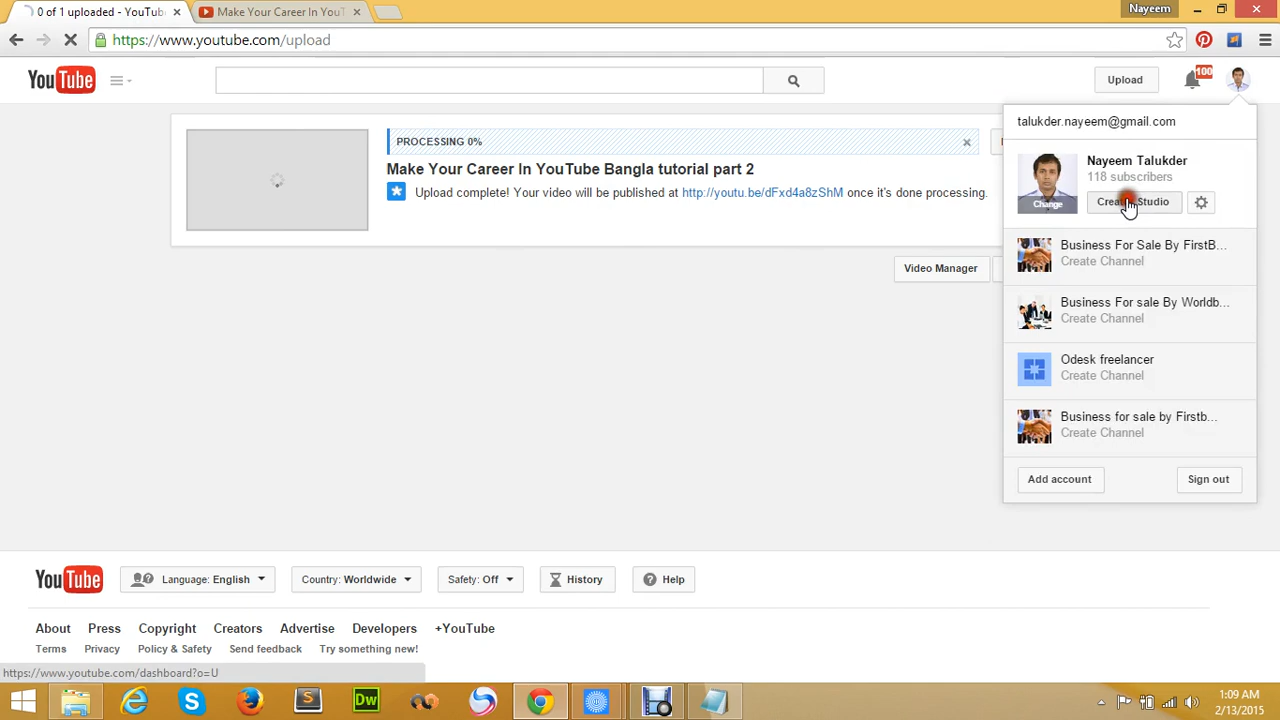 0 of 1 uploaded - YouTub
Make Your Career In YouT
Nayeem
https://www.youtube.com/upload
YouTube
Upload
100
talukder.nayeem@gmail.com
PROCESSING 0%
Make Your Career In YouTube Bangla tutorial part 2
Upload complete! Your video will be published at http://youtu.be/dFxd4a8zShM once it's done processing.
Nayeem Talukder
118 subscribers
Change
Studio
Business For Sale By FirstB...
Create Channel
Video Manager
Business For sale By Worldb...
Create Channel
Odesk freelancer
Create Channel
Business for sale by Firstb...
Create Channel
Add account
Sign out
YouTube
Language: English
Country: Worldwide
Safety: Off
History
Help
About Press Copyright Creators Advertise Developers +YouTube
Terms Privacy Policy & Safety Send feedback Try something new!
https://www.youtube.com/dashboard?o=U
Dw
1:09 AM
2/13/2015